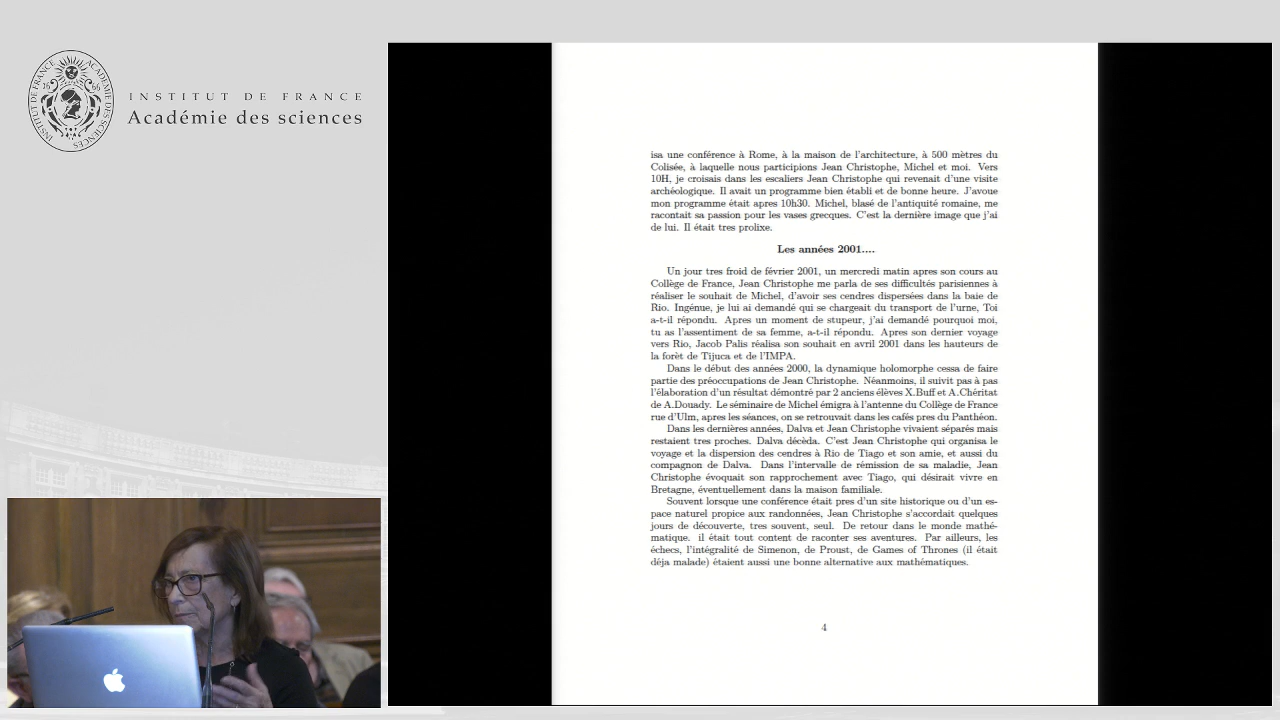 INSTITUT DE FRANCE
Académie des sciences
isa une conférence à Rome, à la maison de l'architecture, à 500 mètres du
Colisée, à laquelle nous participions Jean Christophe, Michel et moi. Vers
10H, je croisais dans les escaliers Jean Christophe qui revenait d'une visite
archéologique. Il avait un programme bien établi et de bonne heure. J'avoue
mon programme était apres 10h30. Michel, blasé de l'antiquité romaine, me
racontait sa passion pour les vases grecques. C'est la dernière image que j'ai
de lui. Il était tres prolixe.
Les années 2001....
Un jour tres froid de février 2001, un mercredi matin apres son cours au
Collège de France, Jean Christophe me parla de ses difficultés parisiennes à
réaliser le souhait de Michel, d'avoir ses cendres dispersées dans la baie de
Rio. Ingénue, je lui ai demandé qui se chargeait du transport de l'urne, Toi
a-t-il répondu. Apres un moment de stupeur, j'ai demandé pourquoi moi,
tu as l'assentiment de sa femme, a-t-il répondu. Apres son dernier voyage
vers Rio, Jacob Palis réalisa son souhait en avril 2001 dans les hauteurs de
la forèt de Tijuca et de l'IMPA.
Dans le début des années 2000, la dynamique holomorphe cessa de faire
partie des préoccupations de Jean Christophe. Néanmoins, il suivit pas à pas
l'élaboration d'un résultat démontré par 2 anciens élèves X.Buff et A.Chéritat
de A.Douady. Le séminaire de Michel émigra à l'antenne du Collège de France
rue d'Ulm, apres les séances, on se retrouvait dans les cafés pres du Panthéon.
Dans les dernières années, Dalva et Jean Christophe vivaient séparés mais
restaient tres proches. Dalva décèda. C'est Jean Christophe qui organisa le
voyage et la dispersion des cendres à Rio de Tiago et son amie, et aussi du
compagnon de Dalva. Dans l'intervalle de rémission de sa maladie, Jean
Christophe évoquait son rapprochement avec Tiago, qui désirait vivre en
Bretagne, éventuellement dans la maison familiale.
Souvent lorsque une conférence était pres d'un site historique ou d'un es-
pace naturel propice aux randonnées, Jean Christophe s'accordait quelques
jours de découverte, tres souvent, seul. De retour dans le monde mathé-
matique. il était tout content de raconter ses aventures. Par ailleurs, les
échecs, l'intégralité de Simenon, de Proust, de Games of Thrones (il était
déja malade) étaient aussi une bonne alternative aux mathématiques.
4